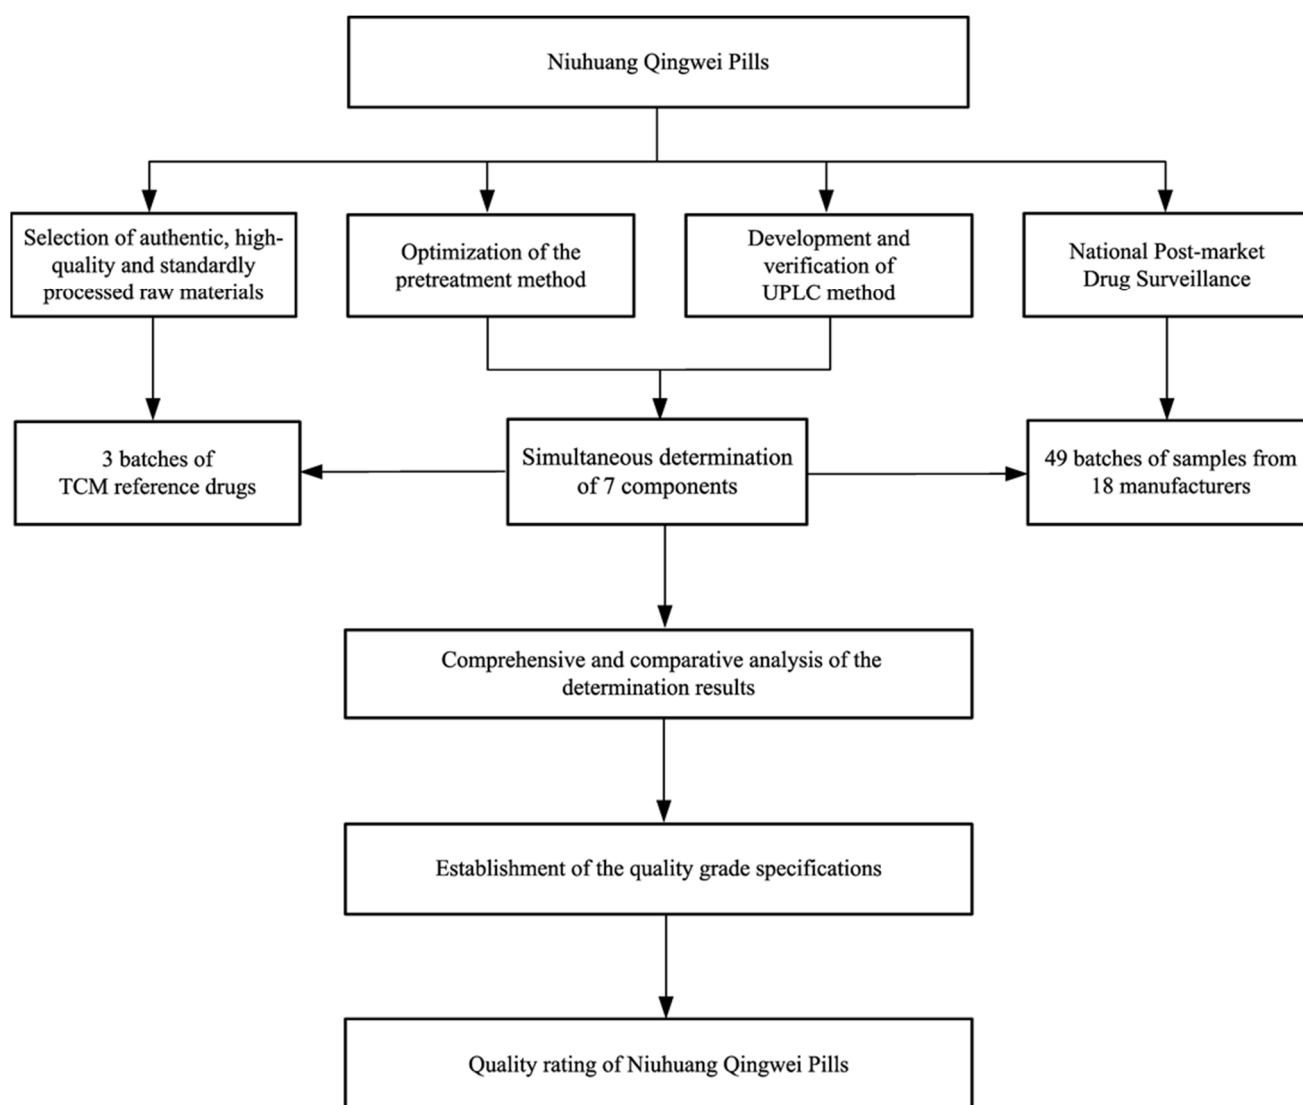 Niuhuang Qingwei Pills
Selection of authentic, high-
quality and standardly
processed raw materials
Optimization of the
pretreatment method
Development and
verification of
UPLC method
National Post-market
Drug Surveillance
3 batches of
TCM reference drugs
Simultaneous determination
of 7 components
49 batches of samples from
18 manufacturers
Comprehensive and comparative analysis of the
determination results
Establishment of the quality grade specifications
Quality rating of Niuhuang Qingwei Pills